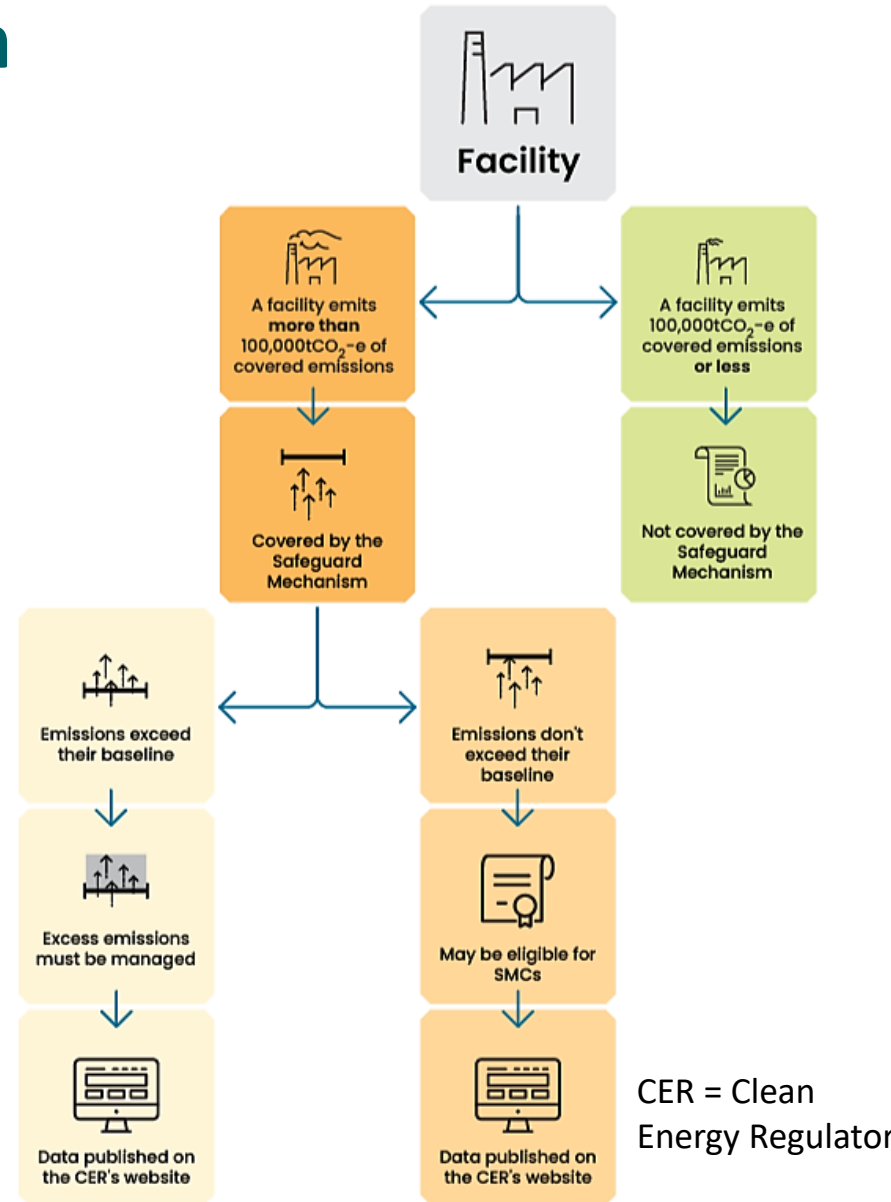 Facility
A facility emits
more than
100,000tCO₂-e of
covered emissions
A facility emits
100,000tCO₂-e of
covered emissions
or less
Covered by the
Safeguard
Mechanism
Not covered by the
Safeguard
Mechanism
Emissions exceed
their baseline
Emissions don't
exceed their
baseline
Excess emissions
must be managed
May be eligible for
SMCs
Data published on
the CER's website
Data published on
the CER's website
CER = Clean
Energy Regulator